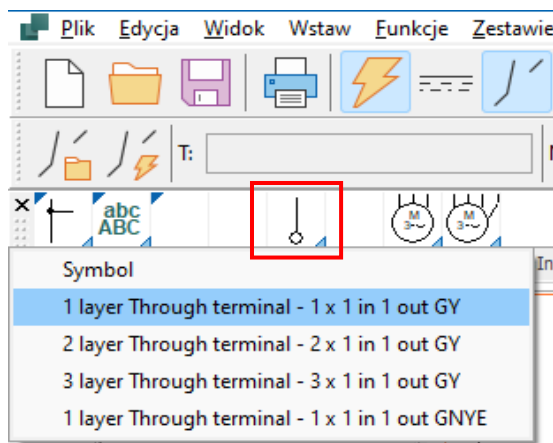 Plik Edycja Widok Wstaw Funkcje Zestawie
T:
abc
ABC
M
3~
M
3~
Symbol
1 layer Through terminal - 1 x 1 in 1 out GY
2 layer Through terminal - 2 x 1 in 1 out GY
3 layer Through terminal - 3 x 1 in 1 out GY
1 layer Through terminal - 1 x 1 in 1 out GNYE
In